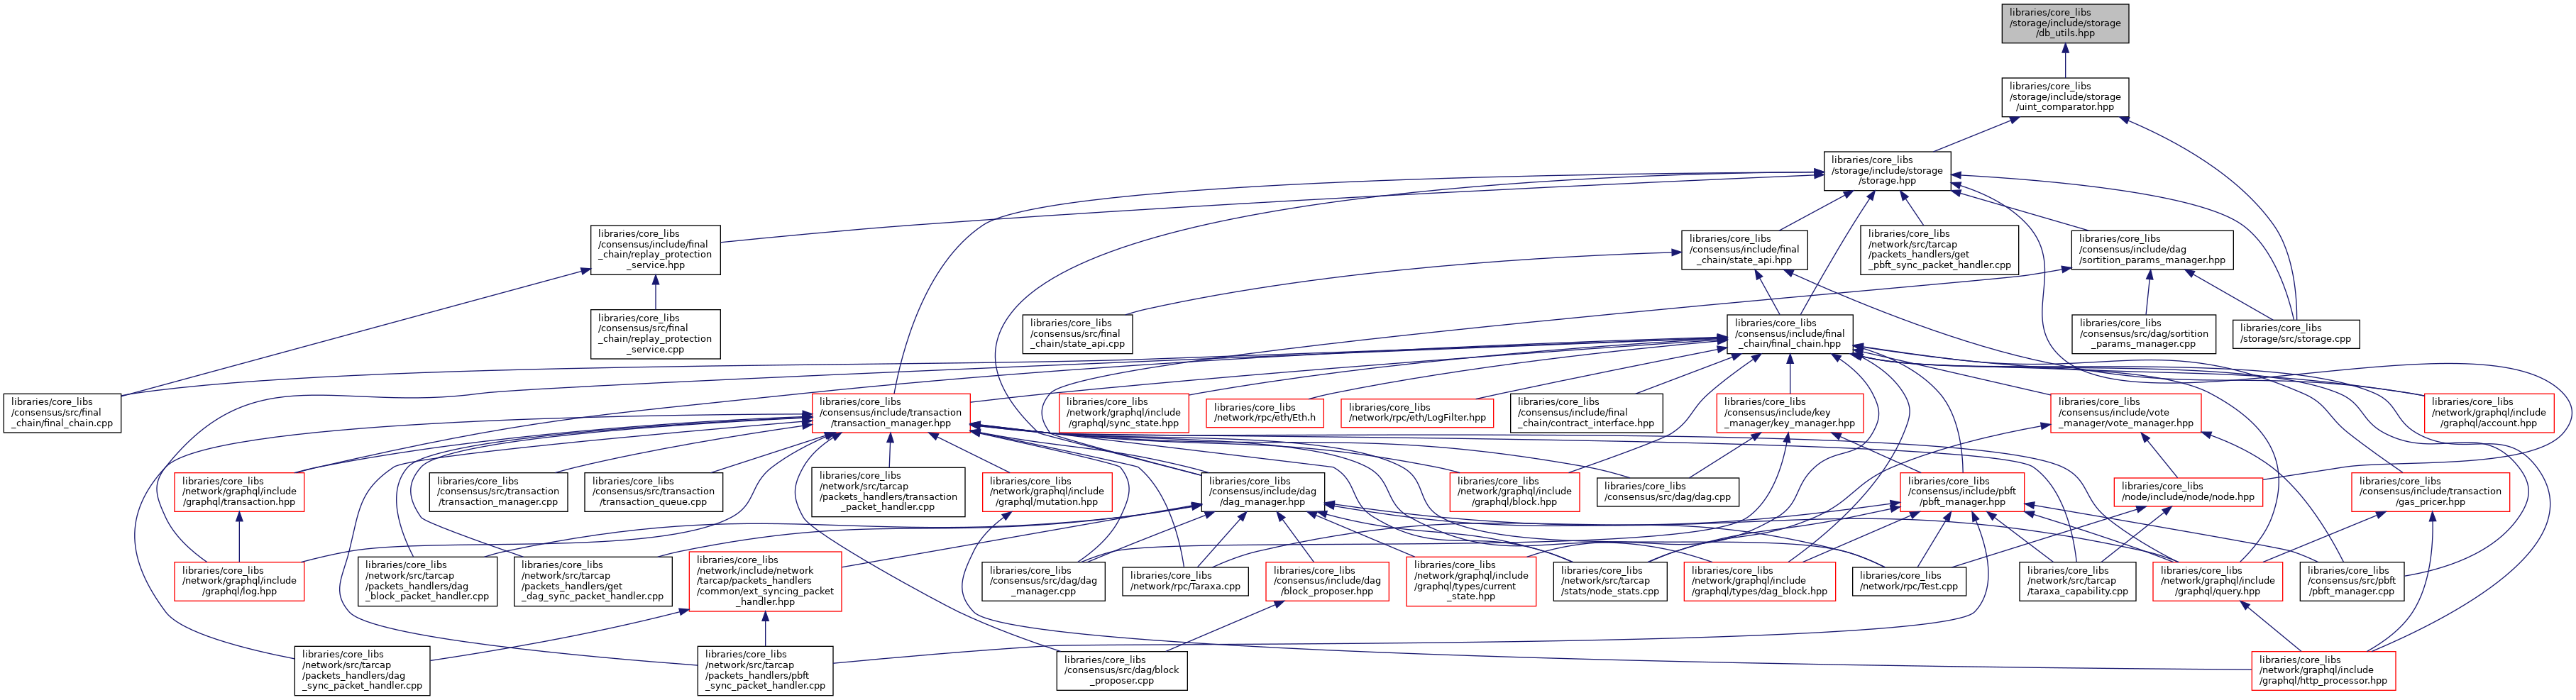 libraries/core_libs
/storage/include/storage
/db_utils.hpp
libraries/core_libs
/storage/include/storage
/uint_comparator.hpp
libraries/core_libs
/storage/include/storage
/storage.hpp
libraries/core_libs
/consensus/include/final
_chain/replay_protection
_service.hpp
libraries/core_libs
/consensus/include/final
_chain/state_api.hpp
libraries/core_libs
/network/src/tarcap
/packets_handlers/get
_pbft_sync_packet_handler.cpp
libraries/core_libs
/consensus/include/dag
/sortition_params_manager.hpp
libraries/core_libs
/consensus/src/final
_chain/replay_protection
_service.cpp
libraries/core_libs
/consensus/src/final
_chain/state_api.cpp
libraries/core_libs
/consensus/include/final
_chain/final_chain.hpp
libraries/core_libs
/consensus/src/dag/sortition
_params_manager.cpp
libraries/core_libs
/storage/src/storage.cpp
libraries/core_libs
/consensus/src/final
_chain/final_chain.cpp
libraries/core_libs
/consensus/include/transaction
/transaction_manager.hpp
libraries/core_libs
/network/graphql/include
/graphql/sync_state.hpp
libraries/core_libs
/network/rpc/eth/Eth.h
libraries/core_libs
/network/rpc/eth/LogFilter.hpp
libraries/core_libs
/consensus/include/final
_chain/contract_interface.hpp
libraries/core_libs
/consensus/include/key
_manager/key_manager.hpp
libraries/core_libs
/consensus/include/vote
_manager/vote_manager.hpp
libraries/core_libs
/network/graphql/include
/graphql/account.hpp
libraries/core_libs
/network/graphql/include
/graphql/transaction.hpp
libraries/core_libs
/consensus/src/transaction
/transaction_manager.cpp
libraries/core_libs
/consensus/src/transaction
/transaction_queue.cpp
libraries/core_libs
/network/src/tarcap
/packets_handlers/transaction
_packet_handler.cpp
libraries/core_libs
/network/graphql/include
/graphql/mutation.hpp
libraries/core_libs
/consensus/include/dag
/dag_manager.hpp
libraries/core_libs
/network/graphql/include
/graphql/block.hpp
libraries/core_libs
/consensus/src/dag/dag.cpp
libraries/core_libs
/consensus/include/pbft
/pbft_manager.hpp
libraries/core_libs
/node/include/node/node.hpp
libraries/core_libs
/consensus/include/transaction
/gas_pricer.hpp
libraries/core_libs
/network/graphql/include
/graphql/log.hpp
libraries/core_libs
/network/src/tarcap
/packets_handlers/dag
_block_packet_handler.cpp
libraries/core_libs
/network/src/tarcap
/packets_handlers/get
_dag_sync_packet_handler.cpp
libraries/core_libs
/network/include/network
/tarcap/packets_handlers
/common/ext_syncing_packet
_handler.hpp
libraries/core_libs
/consensus/src/dag/dag
_manager.cpp
libraries/core_libs
/network/rpc/Taraxa.cpp
libraries/core_libs
/consensus/include/dag
/block_proposer.hpp
libraries/core_libs
/network/graphql/include
/graphql/types/current
_state.hpp
libraries/core_libs
/network/src/tarcap
/stats/node_stats.cpp
libraries/core_libs
/network/graphql/include
/graphql/types/dag_block.hpp
libraries/core_libs
/network/rpc/Test.cpp
libraries/core_libs
/network/src/tarcap
/taraxa_capability.cpp
libraries/core_libs
/network/graphql/include
/graphql/query.hpp
libraries/core_libs
/consensus/src/pbft
/pbft_manager.cpp
libraries/core_libs
/network/src/tarcap
/packets_handlers/dag
_sync_packet_handler.cpp
libraries/core_libs
/network/src/tarcap
/packets_handlers/pbft
_sync_packet_handler.cpp
libraries/core_libs
/consensus/src/dag/block
_proposer.cpp
libraries/core_libs
/network/graphql/include
/graphql/http_processor.hpp